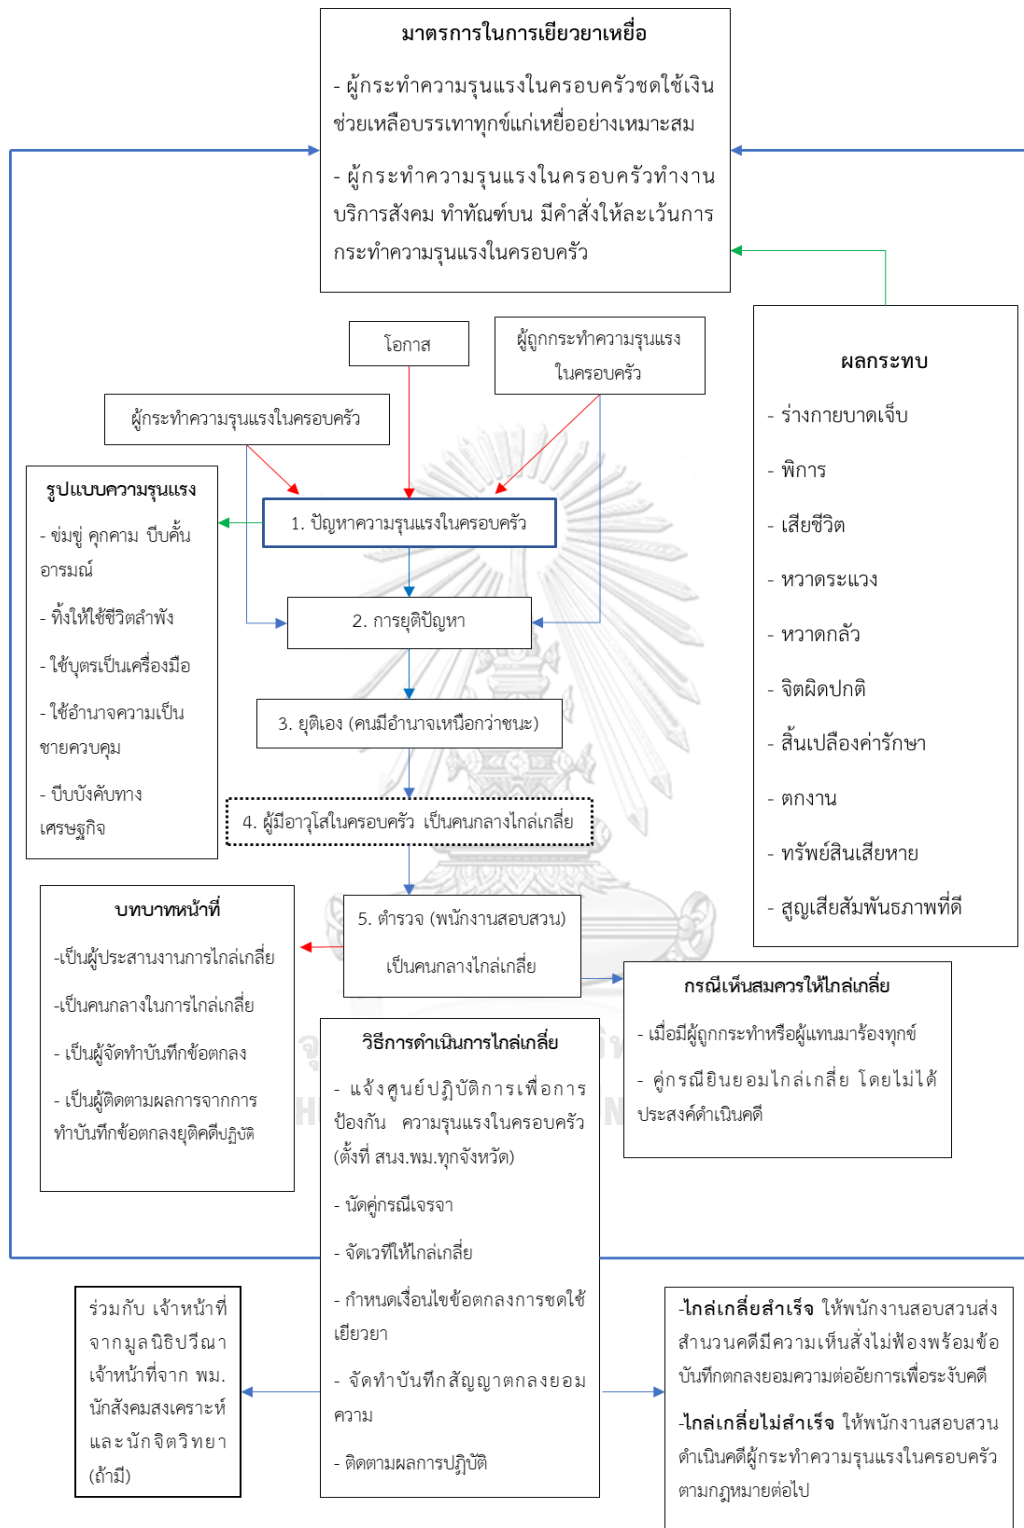 มาตรการในการเยียวยาเหยื่อ
- ผู้กระทำความรุนแรงในครอบครัวชดใช้เงิน
ช่วยเหลือบรรเทาทุกข์แก่เหยื่ออย่างเหมาะสม
- ผู้กระทำความรุนแรงในครอบครัวทำงาน
บริการสังคม ทำทัณฑ์บน มีคำสั่งให้ละเว้นการ
กระทำความรุนแรงในครอบครัว
โอกาส
ผู้ถูกกระทำความรุนแรง
ในครอบครัว
ผู้กระทำความรุนแรงในครอบครัว
ผลกระทบ
- ร่างกายบาดเจ็บ
- พิการ
- เสียชีวิต
- หวาดระแวง
- หวาดกลัว
- จิตผิดปกติ
- สิ้นเปลืองค่ารักษา
- ตกงาน
- ทรัพย์สินเสียหาย
- สูญเสียสัมพันธภาพที่ดี
รูปแบบความรุนแรง
- ข่มขู่ คุกคาม บีบคั้น
อารมณ์
- ทิ้งให้ใช้ชีวิตลำพัง
- ใช้บุตรเป็นเครื่องมือ
- ใช้อำนาจความเป็น
ชายควบคุม
- บีบบังคับทาง
เศรษฐกิจ
1. ปัญหาความรุนแรงในครอบครัว
2. การยุติปัญหา
3. ยุติเอง (คนมีอำนาจเหนือกว่าชนะ)
4. ผู้มีอาวุโสในครอบครัว เป็นคนกลางไกล่เกลี่ย
5. ตำรวจ (พนักงานสอบสวน)
เป็นคนกลางไกล่เกลี่ย
บทบาทหน้าที่
-เป็นผู้ประสานงานการไกล่เกลี่ย
-เป็นคนกลางในการไกล่เกลี่ย
- เป็นผู้จัดทำบันทึกข้อตกลง
- เป็นผู้ติดตามผลการจากการ
ทำบันทึกข้อตกลงยุติคดีปฏิบัติ
กรณีเห็นสมควรให้ไกล่เกลี่ย
- เมื่อมีผู้ถูกกระทำหรือผู้แทนมาร้องทุกข์
- คู่กรณียินยอมไกล่เกลี่ย โดยไม่ได้
ประสงค์ดำเนินคดี
วิธีการดำเนินการไกล่เกลี่ย
- แจ้งศูนย์ปฏิบัติการเพื่อการ
ป้องกัน ความรุนแรงในครอบครัว
(ตั้งที่ สนง.พม.ทุกจังหวัด)
- นัดคู่กรณีเจรจา
- จัดเวทีให้ไกล่เกลี่ย
- กำหนดเงื่อนไขข้อตกลงการชดใช้
เยียวยา
- จัดทำบันทึกสัญญาตกลงยอม
ความ
- ติดตามผลการปฏิบัติ
ร่วมกับ เจ้าหน้าที่
จากมูลนิธิปวีณา
เจ้าหน้าที่จาก พม.
นักสังคมสงเคราะห์
และนักจิตวิทยา
(ถ้ามี)
-ไกล่เกลี่ยสำเร็จ ให้พนักงานสอบสวนส่ง
สำนวนคดีมีความเห็นสั่งไม่ฟ้องพร้อมข้อ
บันทึกตกลงยอมความต่ออัยการเพื่อระงับคดี
-ไกล่เกลี่ยไม่สำเร็จ ให้พนักงานสอบสวน
ดำเนินคดีผู้กระทำความรุนแรงในครอบครัว
ตามกฎหมายต่อไป